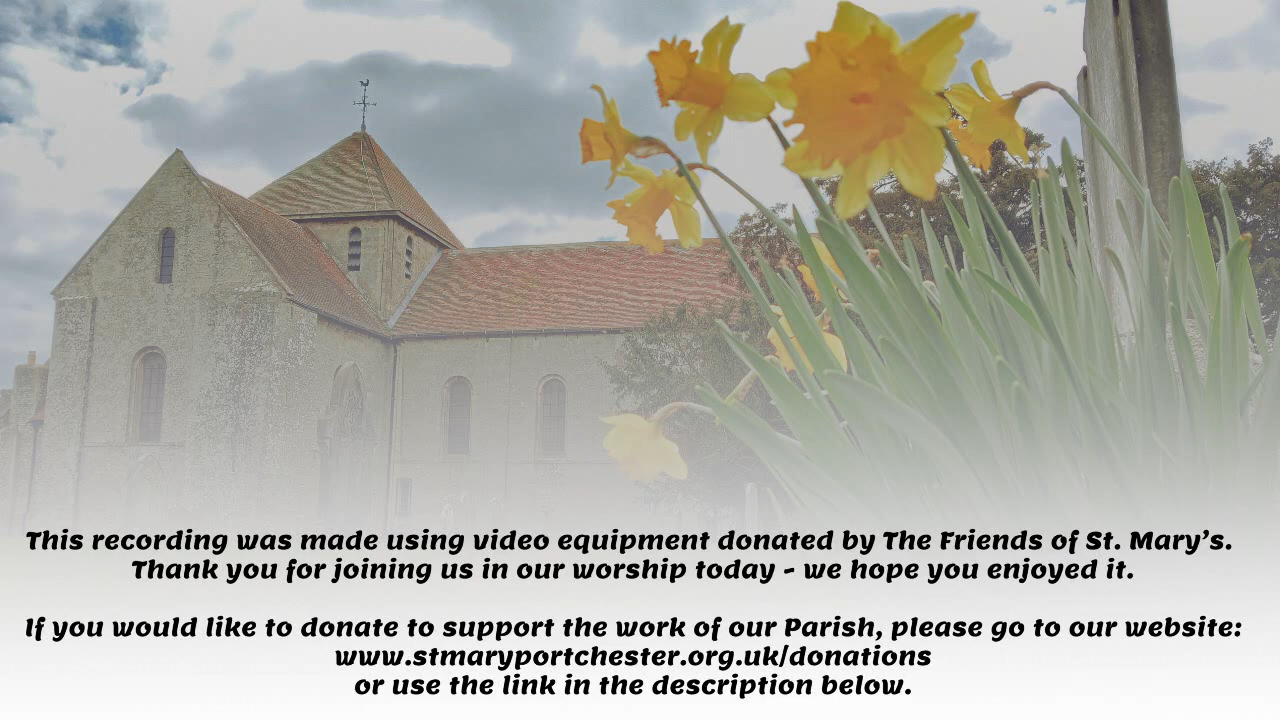 This recording was made using video equipment donated by The Friends of St. Mary's.
Thank you for joining us in our worship today - we hope you enjoyed it.
If you would like to donate to support the work of our Parish, please go to our website:
www.stmaryportchester.org.uk/donations
or use the link in the description below.